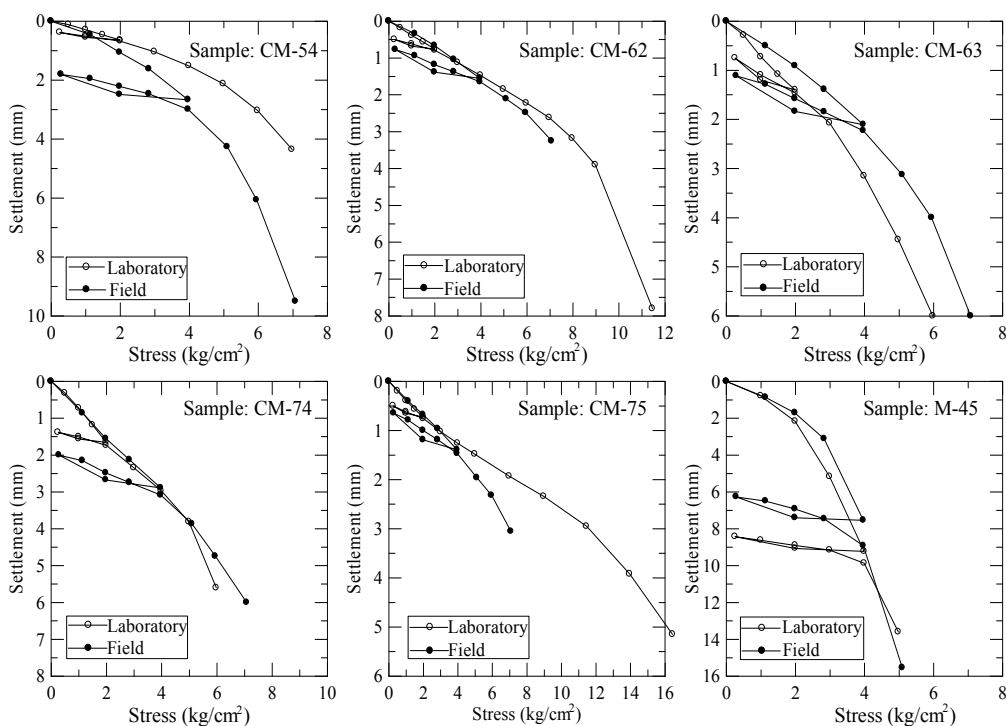 Sample: CM-54
Settlement (mm)
0
2
4
6
8
10
Laboratory
Field
0 2 4 6 8 10
Stress (kg/cm²)
Sample: CM-62
Settlement (mm)
0
1
2
3
4
5
6
7
8
Laboratory
Field
0 2 4 6 8 10 12 14
Stress (kg/cm²)
Sample: CM-63
Settlement (mm)
0
1
2
3
4
5
6
Laboratory
Field
0 2 4 6 8
Stress (kg/cm²)
Sample: CM-74
Settlement (mm)
0
1
2
3
4
5
6
7
8
Laboratory
Field
0 2 4 6 8 10
Stress (kg/cm²)
Sample: CM-75
Settlement (mm)
0
1
2
3
4
5
6
Laboratory
Field
0 2 4 6 8 10 12 14 16
Stress (kg/cm²)
Sample: M-45
Settlement (mm)
0
2
4
6
8
10
12
14
16
Laboratory
Field
0 2 4 6 8
Stress (kg/cm²)